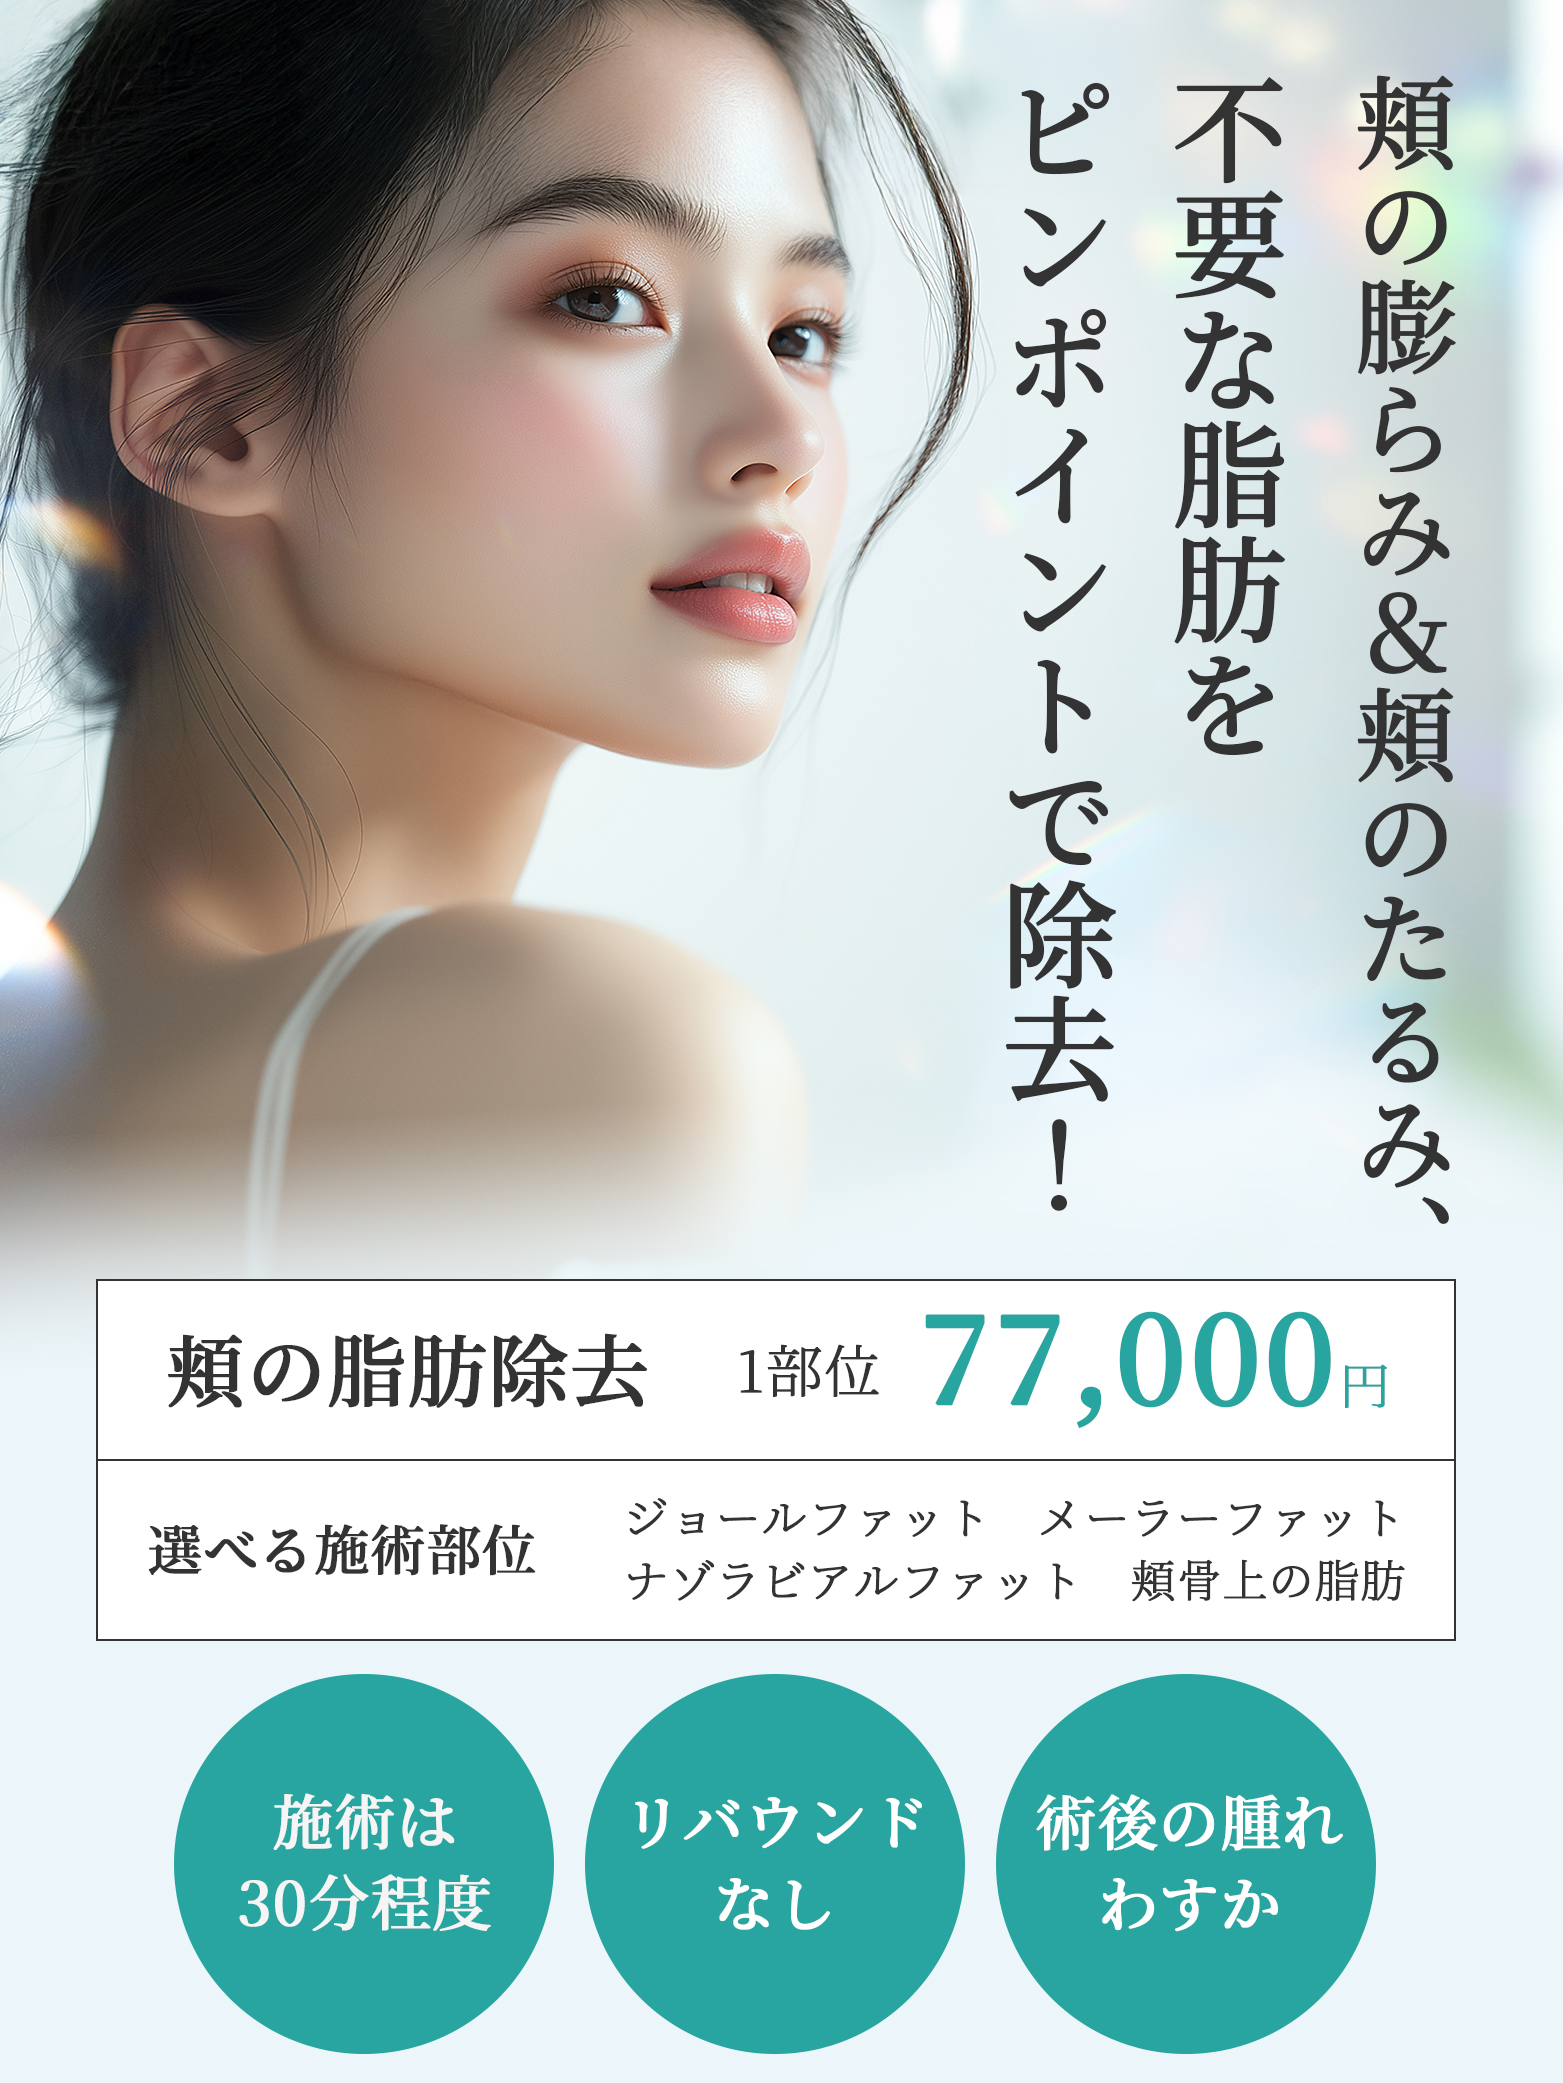 頬の膨らみ&頬のたるみ、
不要な脂肪を
ピンポイントで除去！
頬の脂肪除去 1部位 77,000円
選べる施術部位
ジョールファット メーラーファット
ナゾラビアルファット 頬骨上の脂肪
施術は
30分程度
リバウンド
なし
術後の腫れ
わずか